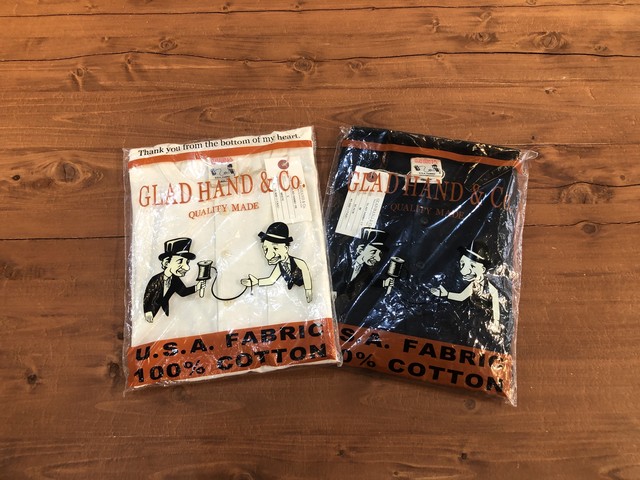 Thank you from the bottom of my heart.
GLAD HAND & Co.
QUALITY MADE
U.S.A. FABRIC
100% COTTON
GLAD HAND & C
QUALITY MADE
S.A. FABRIC
0% COTTON